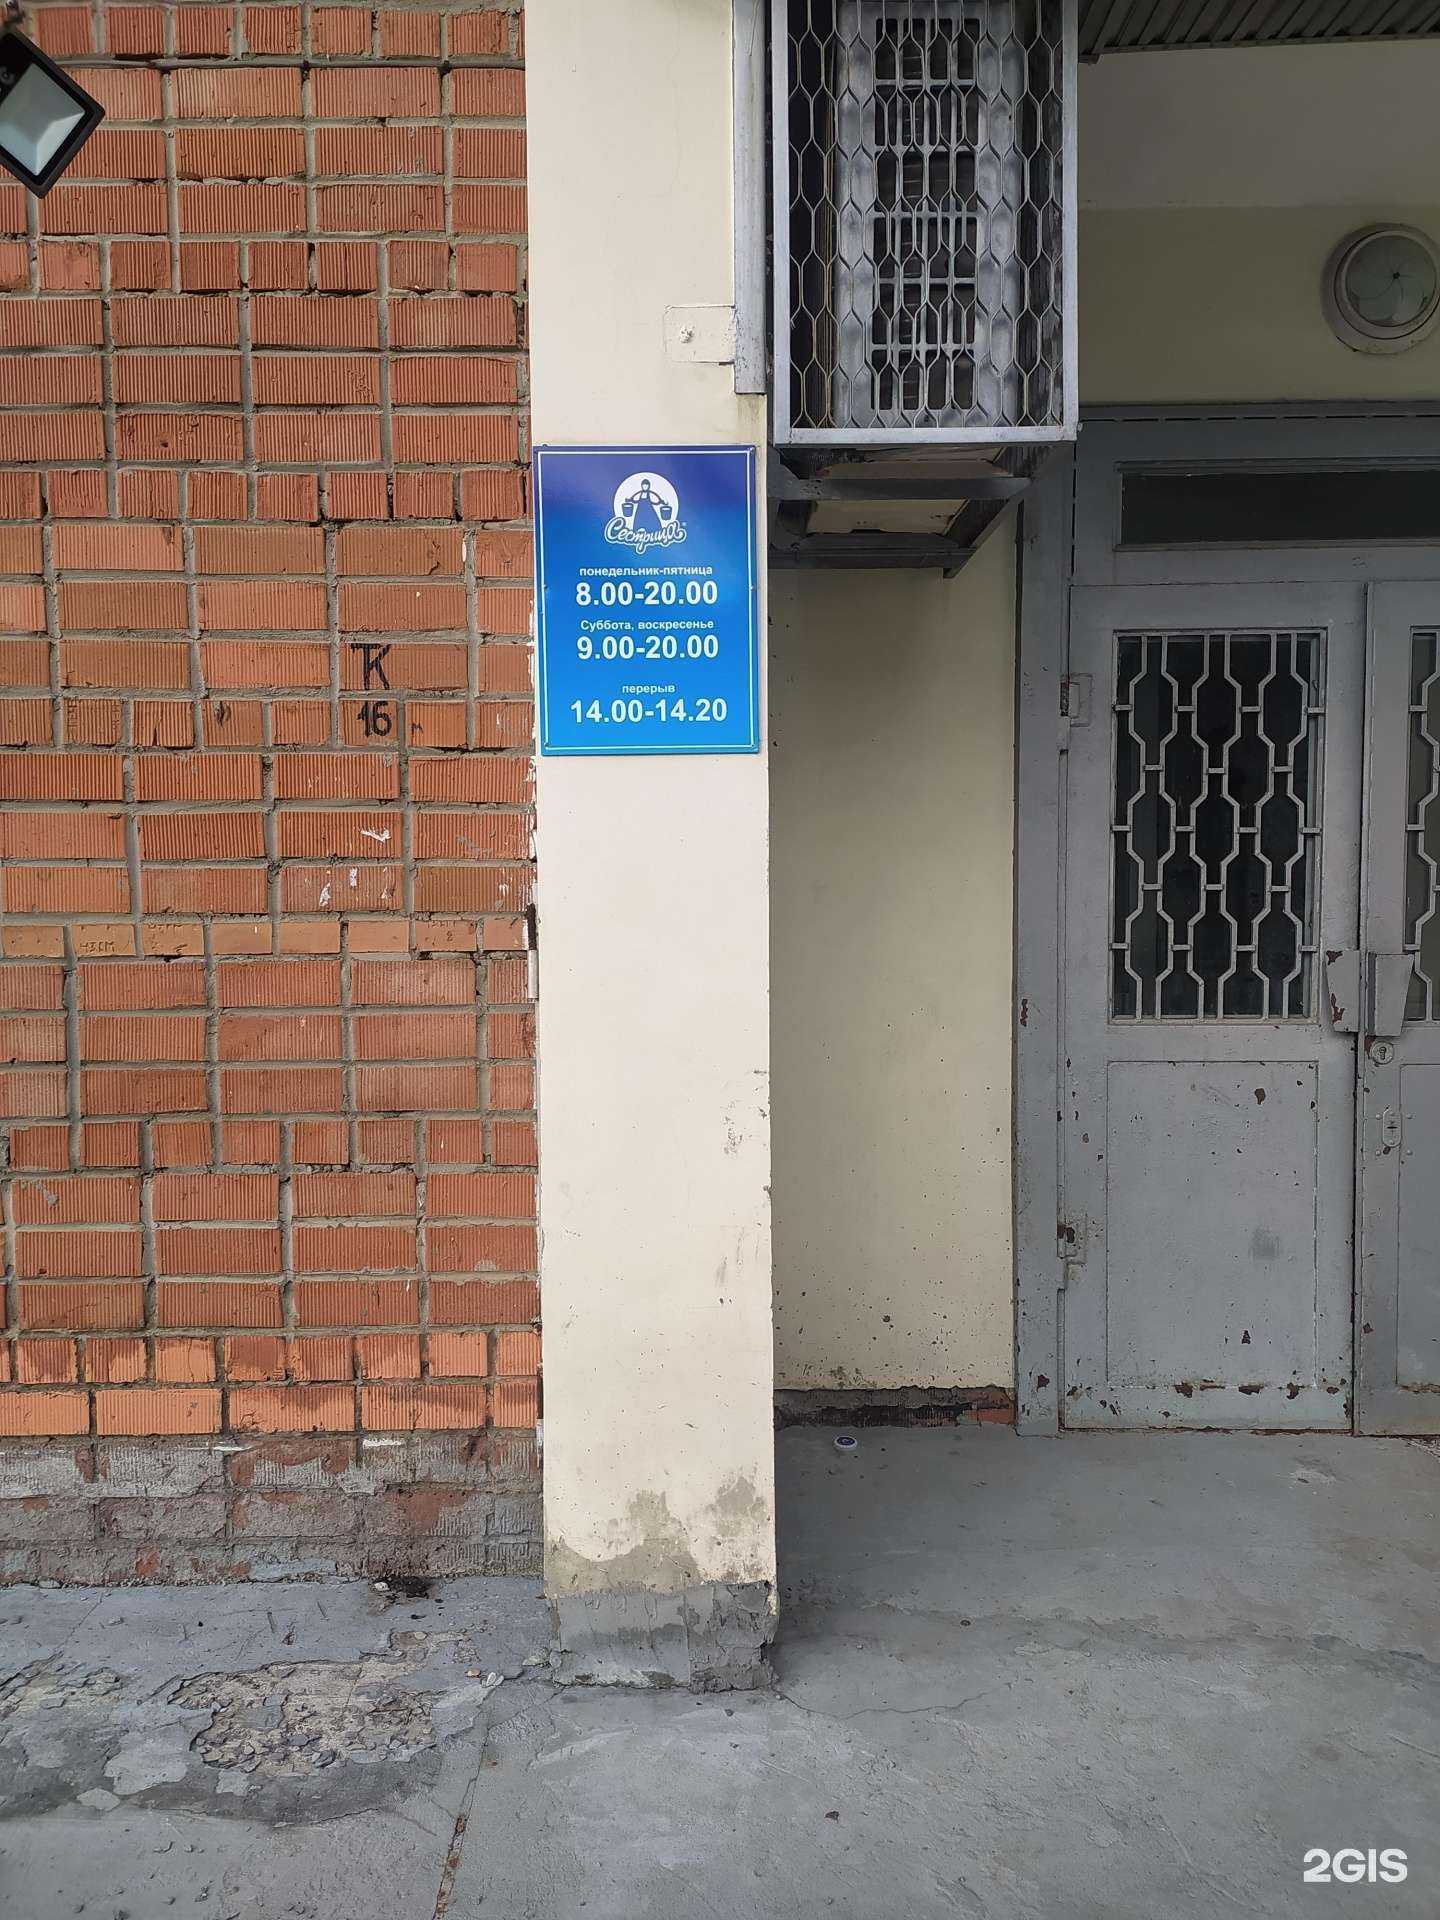 Сестрица
понедельник-пятница
8.00-20.00
Суббота, воскресенье
9.00-20.00
перерыв
14.00-14.20
ТК
16
2GIS